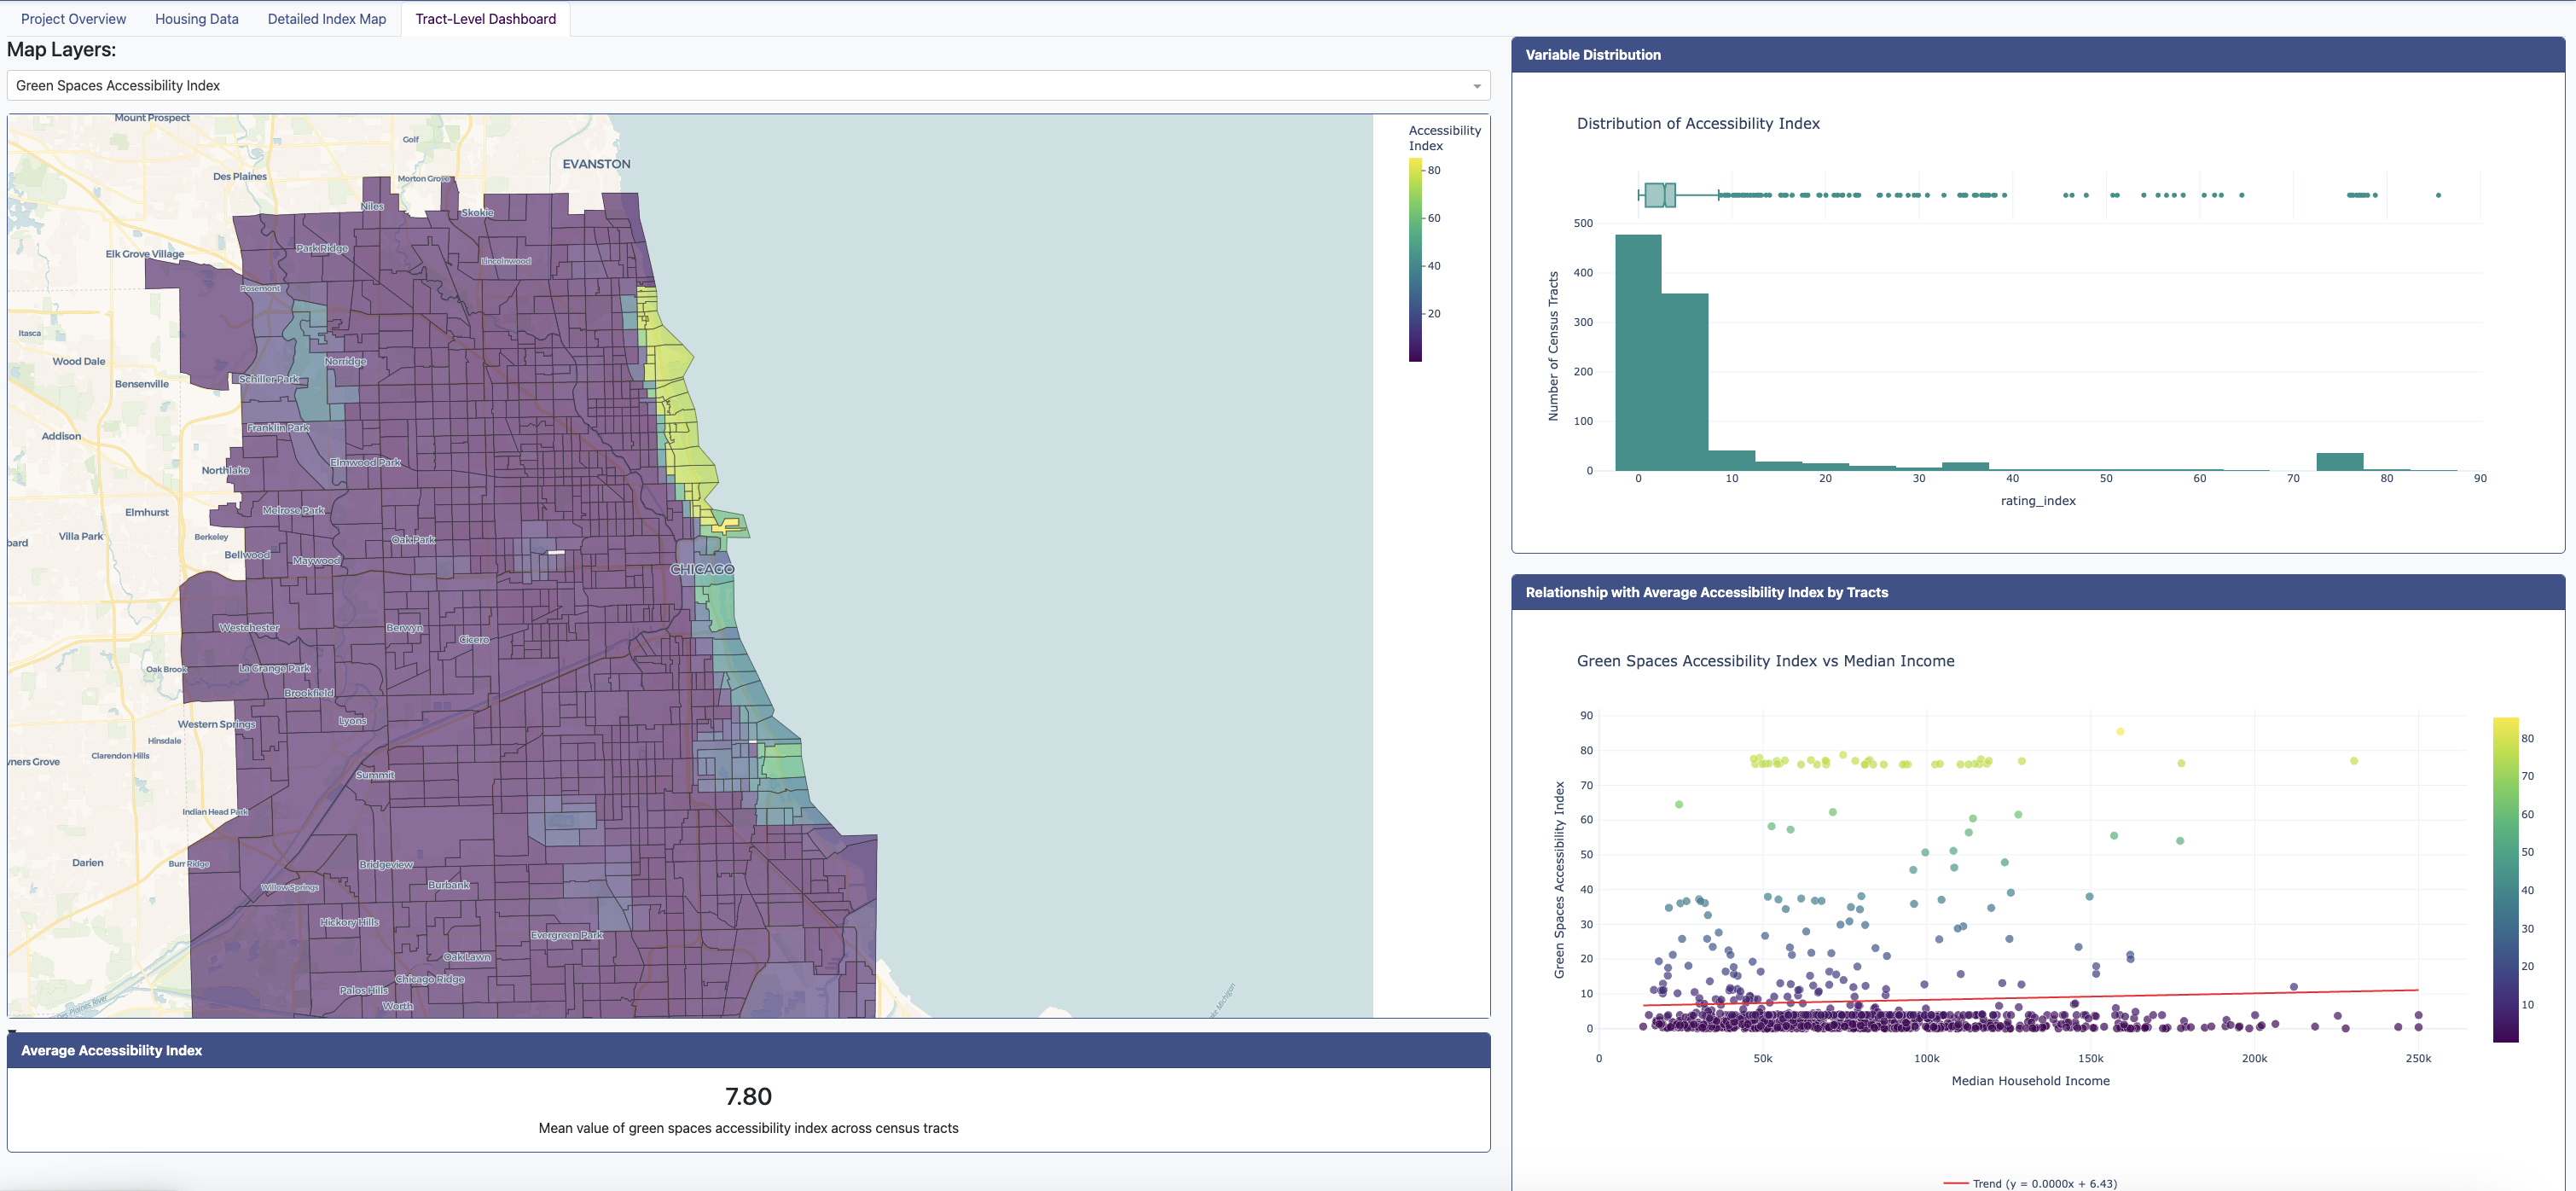 Project Overview
Housing Data
Detailed Index Map
Tract-Level Dashboard
Map Layers:
Green Spaces Accessibility Index
Mount Prospect
Golf
EVANSTON
Des Plaines
Morton Grove
Niles
Skokie
Park Ridge
Elk Grove Village
Lincolnwood
Rosemont
Itasca
Wood Dale
Norridge
Bensenville
Schiller Park
Franklin Park
Addison
Elmwood Park
Northlake
Elmhurst
Melrose Park
Villa Park
Berkeley
Oak Park
bard
Bellwood
Maywood
CHICAGO
Westchester
Berwyn
Cicero
Oak Brook
La Grange Park
Brookfield
Western Springs
Lyons
Hinsdale
Clarendon Hills
ners Grove
Summit
Indian Head Park
Darien
Burr Ridge
Bridgeview
Willow Springs
Burbank
Hickory Hills
Evergreen Park
Oak Lawn
Chicago Ridge
Palos Hills
Worth
Des Plaines River
Michigan
Accessibility
Index
80
60
40
20
Average Accessibility Index
7.80
Mean value of green spaces accessibility index across census tracts
Variable Distribution
Distribution of Accessibility Index
500
400
300
200
100
0
Number of Census Tracts
0 10 20 30 40 50 60 70 80 90
rating_index
Relationship with Average Accessibility Index by Tracts
Green Spaces Accessibility Index vs Median Income
90
80
70
60
50
40
30
20
10
0
Green Spaces Accessibility Index
0 50k 100k 150k 200k 250k
Median Household Income
80
70
60
50
40
30
20
10
Trend (y = 0.0000x + 6.43)